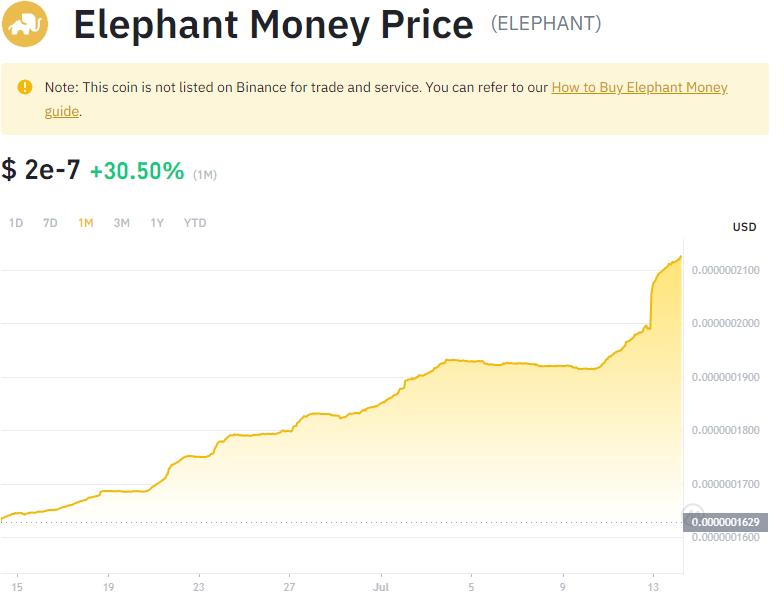 Elephant Money Price (ELEPHANT)
Note: This coin is not listed on Binance for trade and service. You can refer to our How to Buy Elephant Money
guide.
$ 2e-7 +30.50% (1M)
1D 7D 1M 3M 1Y YTD
USD
0.0000002100
0.0000002000
0.0000001900
0.0000001800
0.0000001700
0.0000001629
0.0000001600
15 19 23 27 Jul 5 9 13